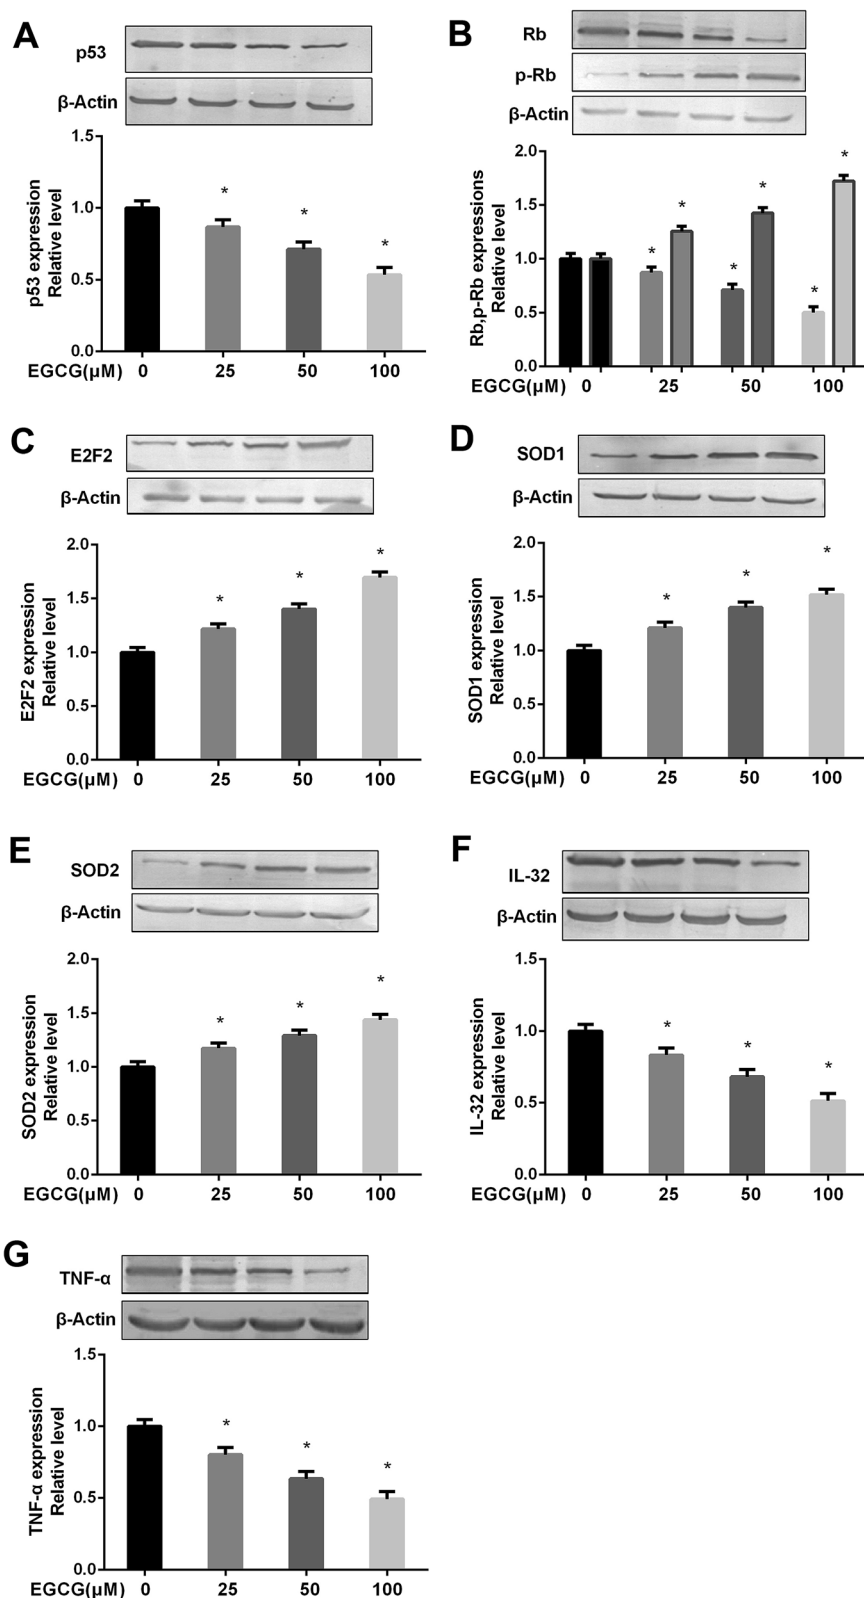 A
p53
β-Actin
1.5
1.0
0.5
0.0
p53 expression
Relative level
*
*
*
EGCG(μM) 0 25 50 100
B
Rb
p-Rb
β-Actin
2.0
1.5
1.0
0.5
0.0
Rb,p-Rb expressions
Relative level
*
*
*
*
*
*
EGCG(μM) 0 25 50 100
C
E2F2
β-Actin
2.0
1.5
1.0
0.5
0.0
E2F2 expression
Relative level
*
*
*
EGCG(μM) 0 25 50 100
D
SOD1
β-Actin
2.0
1.5
1.0
0.5
0.0
SOD1 expression
Relative level
*
*
*
EGCG(μM) 0 25 50 100
E
SOD2
β-Actin
2.0
1.5
1.0
0.5
0.0
SOD2 expression
Relative level
*
*
*
EGCG(μM) 0 25 50 100
F
IL-32
β-Actin
1.5
1.0
0.5
0.0
IL-32 expression
Relative level
*
*
*
EGCG(μM) 0 25 50 100
G
TNF-α
β-Actin
1.5
1.0
0.5
0.0
TNF-α expression
Relative level
*
*
*
EGCG(μM) 0 25 50 100